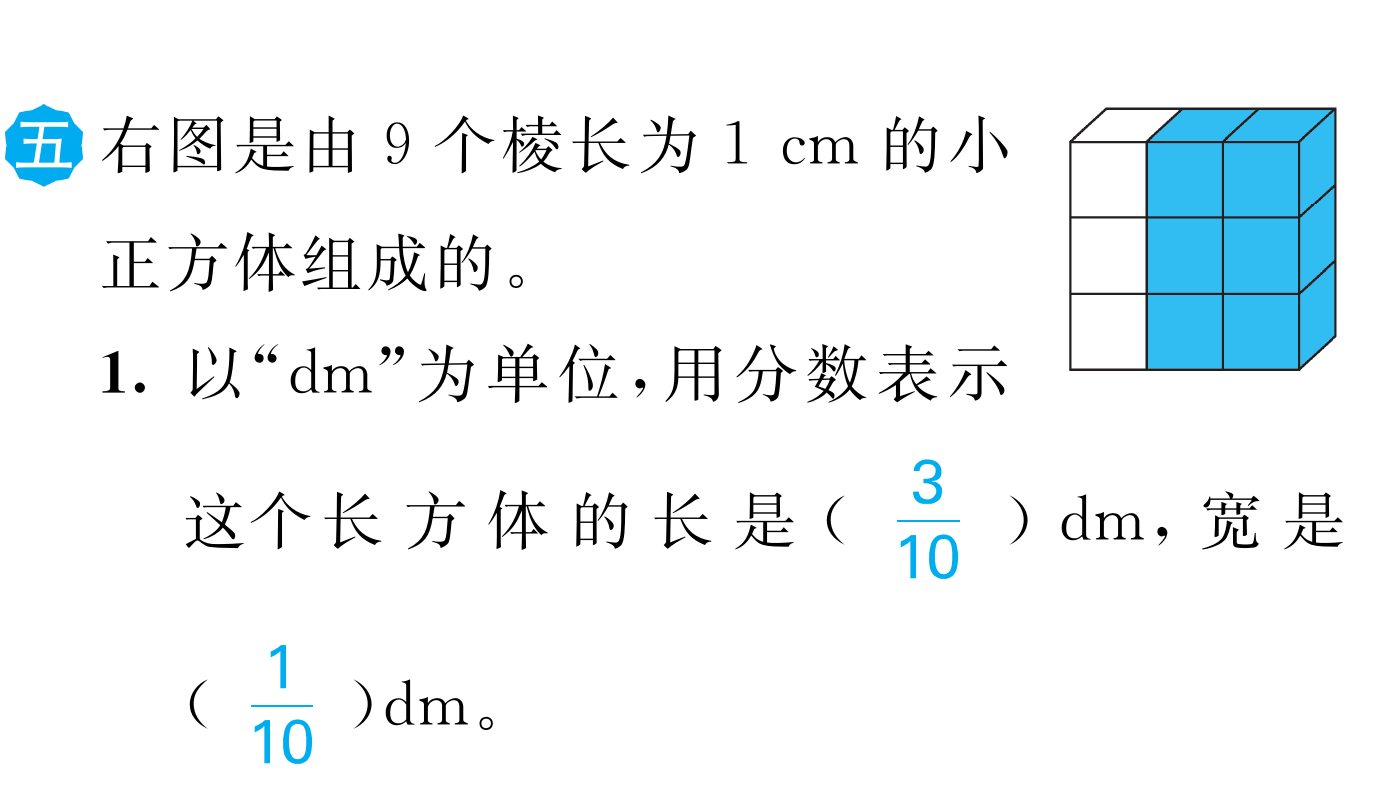 五 右图是由 9 个棱长为 1 cm 的小
正方体组成的。
1. 以“dm”为单位,用分数表示
这个长方体的长是( 3/10 ) dm, 宽是
( 1/10 )dm。